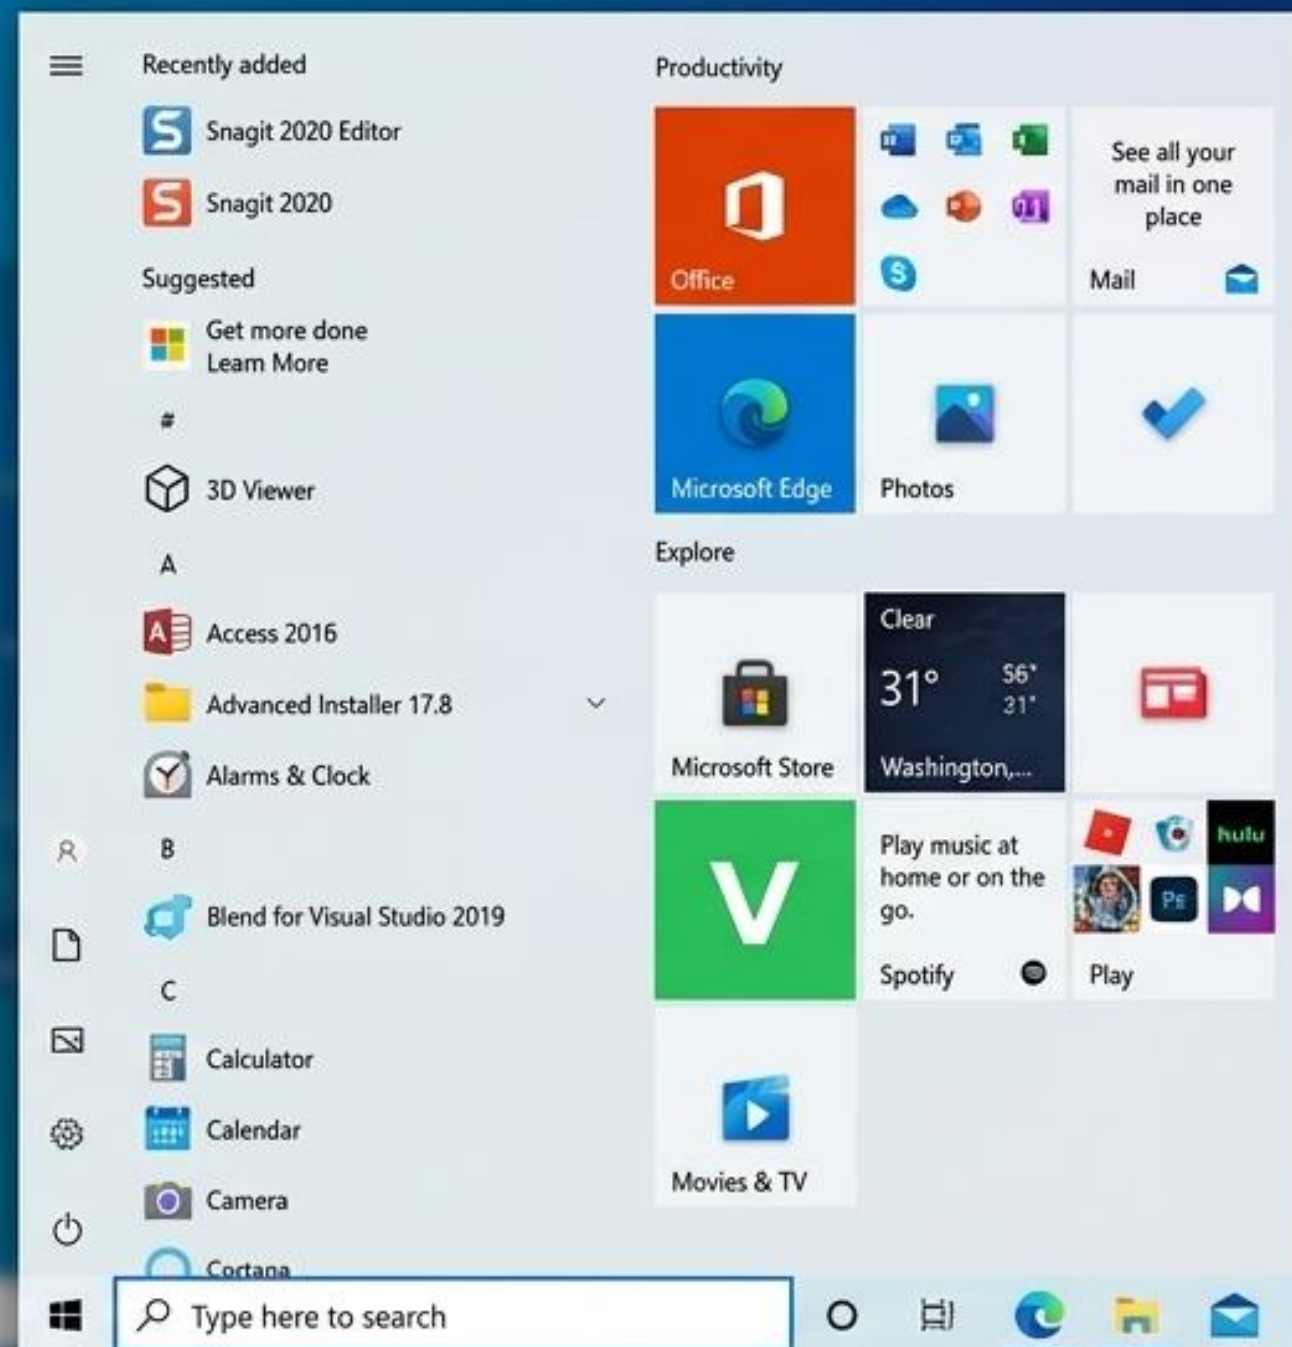 Recently added
Snagit 2020 Editor
Snagit 2020
Suggested
Get more done
Learn More
#
3D Viewer
A
Access 2016
Advanced Installer 17.8
Alarms & Clock
B
Blend for Visual Studio 2019
C
Calculator
Calendar
Camera
Cortana
Type here to search
Productivity
Office
See all your
mail in one
place
Mail
Microsoft Edge
Photos
Explore
Microsoft Store
Clear
31°
56°
31°
Washington,...
V
Play music at
home or on the
go.
Spotify
hulu
Play
Movies & TV